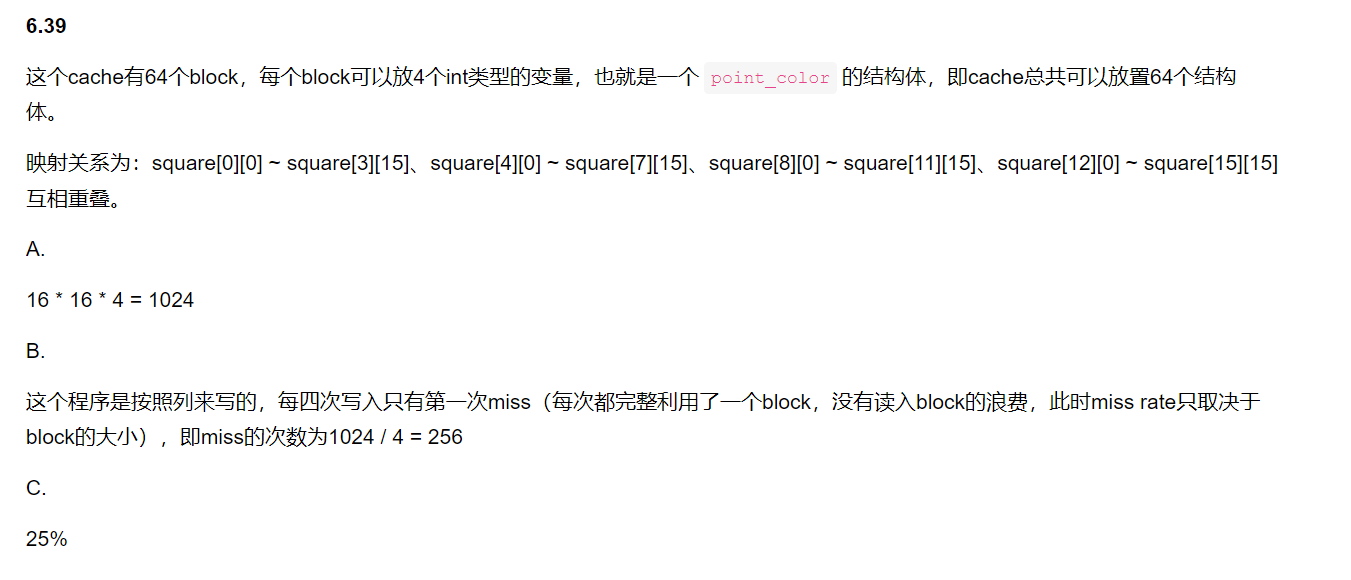 6.39
这个cache有64个block，每个block可以放4个int类型的变量，也就是一个 point_color 的结构体，即cache总共可以放置64个结构
体。
映射关系为：square[0][0] ~ square[3][15]、square[4][0] ~ square[7][15]、square[8][0] ~ square[11][15]、square[12][0] ~ square[15][15]
互相重叠。
A.
16 * 16 * 4 = 1024
B.
这个程序是按照列来写的，每四次写入只有第一次miss（每次都完整利用了一个block，没有读入block的浪费，此时miss rate只取决于
block的大小），即miss的次数为1024 / 4 = 256
C.
25%